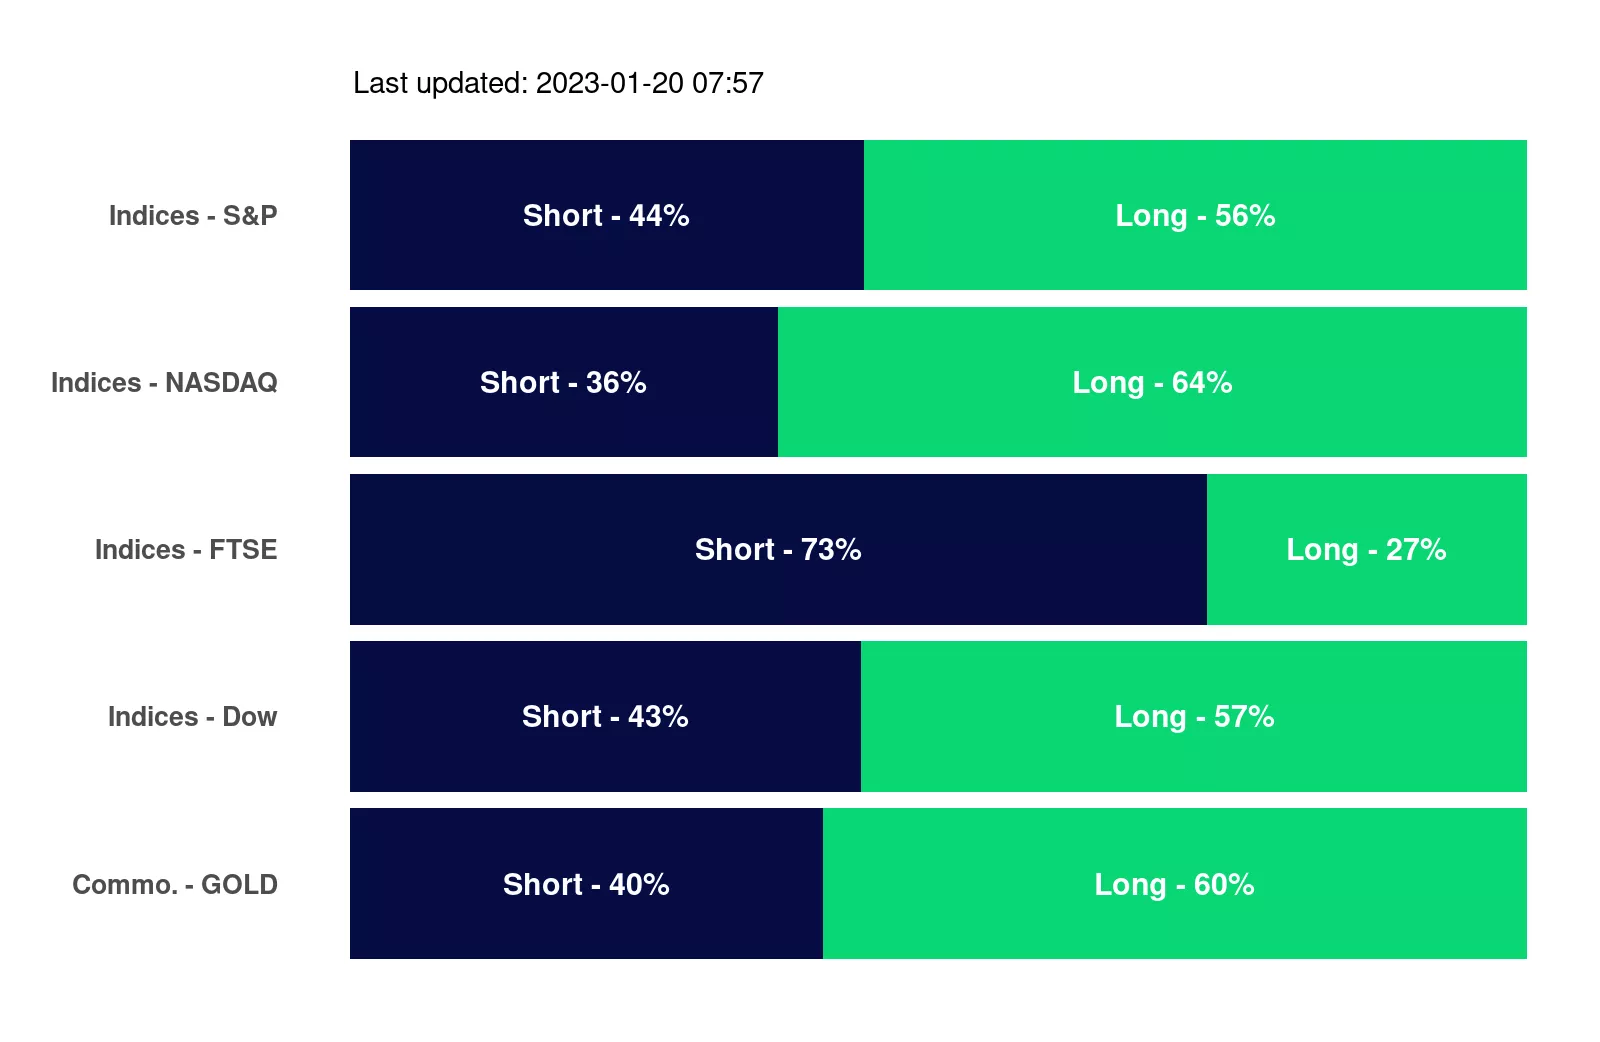 Last updated: 2023-01-20 07:57
Indices - S&P Short - 44% Long - 56%
Indices - NASDAQ Short - 36% Long - 64%
Indices - FTSE Short - 73% Long - 27%
Indices - Dow Short - 43% Long - 57%
Commo. - GOLD Short - 40% Long - 60%